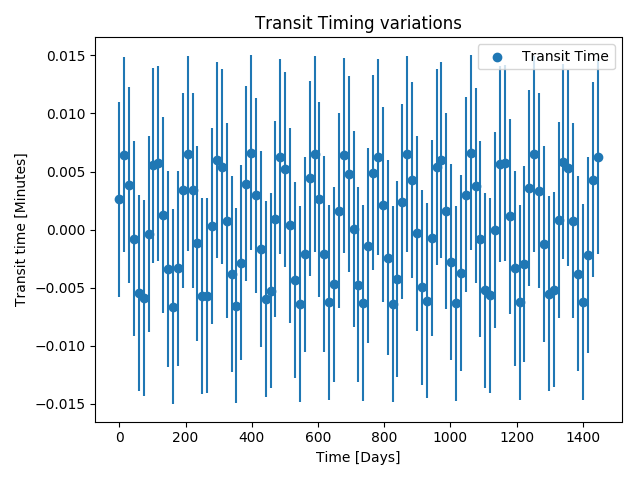 Transit Timing variations
Transit Time
0.015
0.010
0.005
0.000
−0.005
−0.010
−0.015
Transit time [Minutes]
0 200 400 600 800 1000 1200 1400
Time [Days]